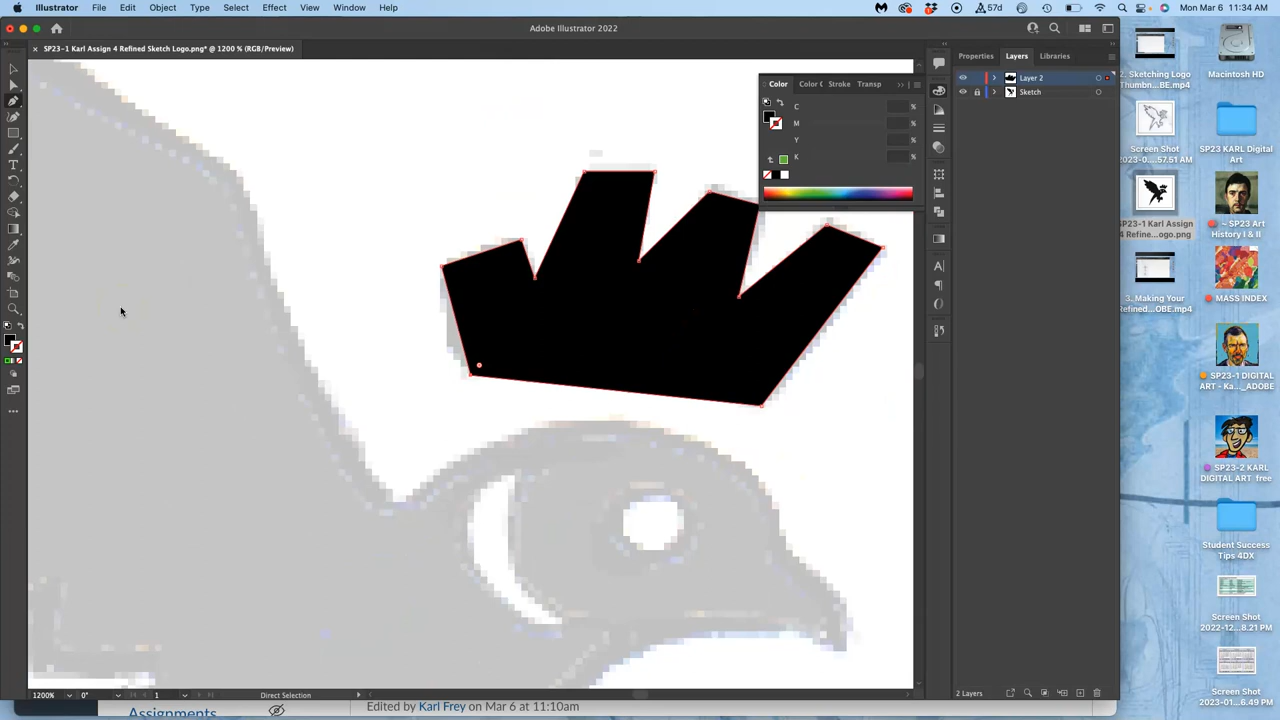 Illustrator File Edit Object Type Select Effect View Window Help
57d
Mon Mar 6 11:34 AM
Adobe Illustrator 2022
× SP23-1 Karl Assign 4 Refined Sketch Logo.png* @ 1200 % (RGB/Preview)
Color Color G Stroke Transp
C %
M %
Y %
K %
Properties Layers Libraries
Layer 2
Sketch
2 Layers
1200% 0° 1 Direct Selection
Assignments
Edited by Karl Frey on Mar 6 at 11:10am
2. Sketching Logo
Thumbn...BE.mp4
Macintosh HD
Screen Shot
2023-0....57.51 AM
SP23 KARL Digital
Art
SP23-1 Karl Assign
4 Refine...ogo.png
~ SP23 Art
History I & II
3. Making Your
Refined...OBE.mp4
MASS INDEX
SP23-1 DIGITAL
ART - Ka..._ADOBE
SP23-2 KARL
DIGITAL ART free
Student Success
Tips 4DX
Screen Shot
2022-12...8.21 PM
Screen Shot
2023-01...6.49 PM